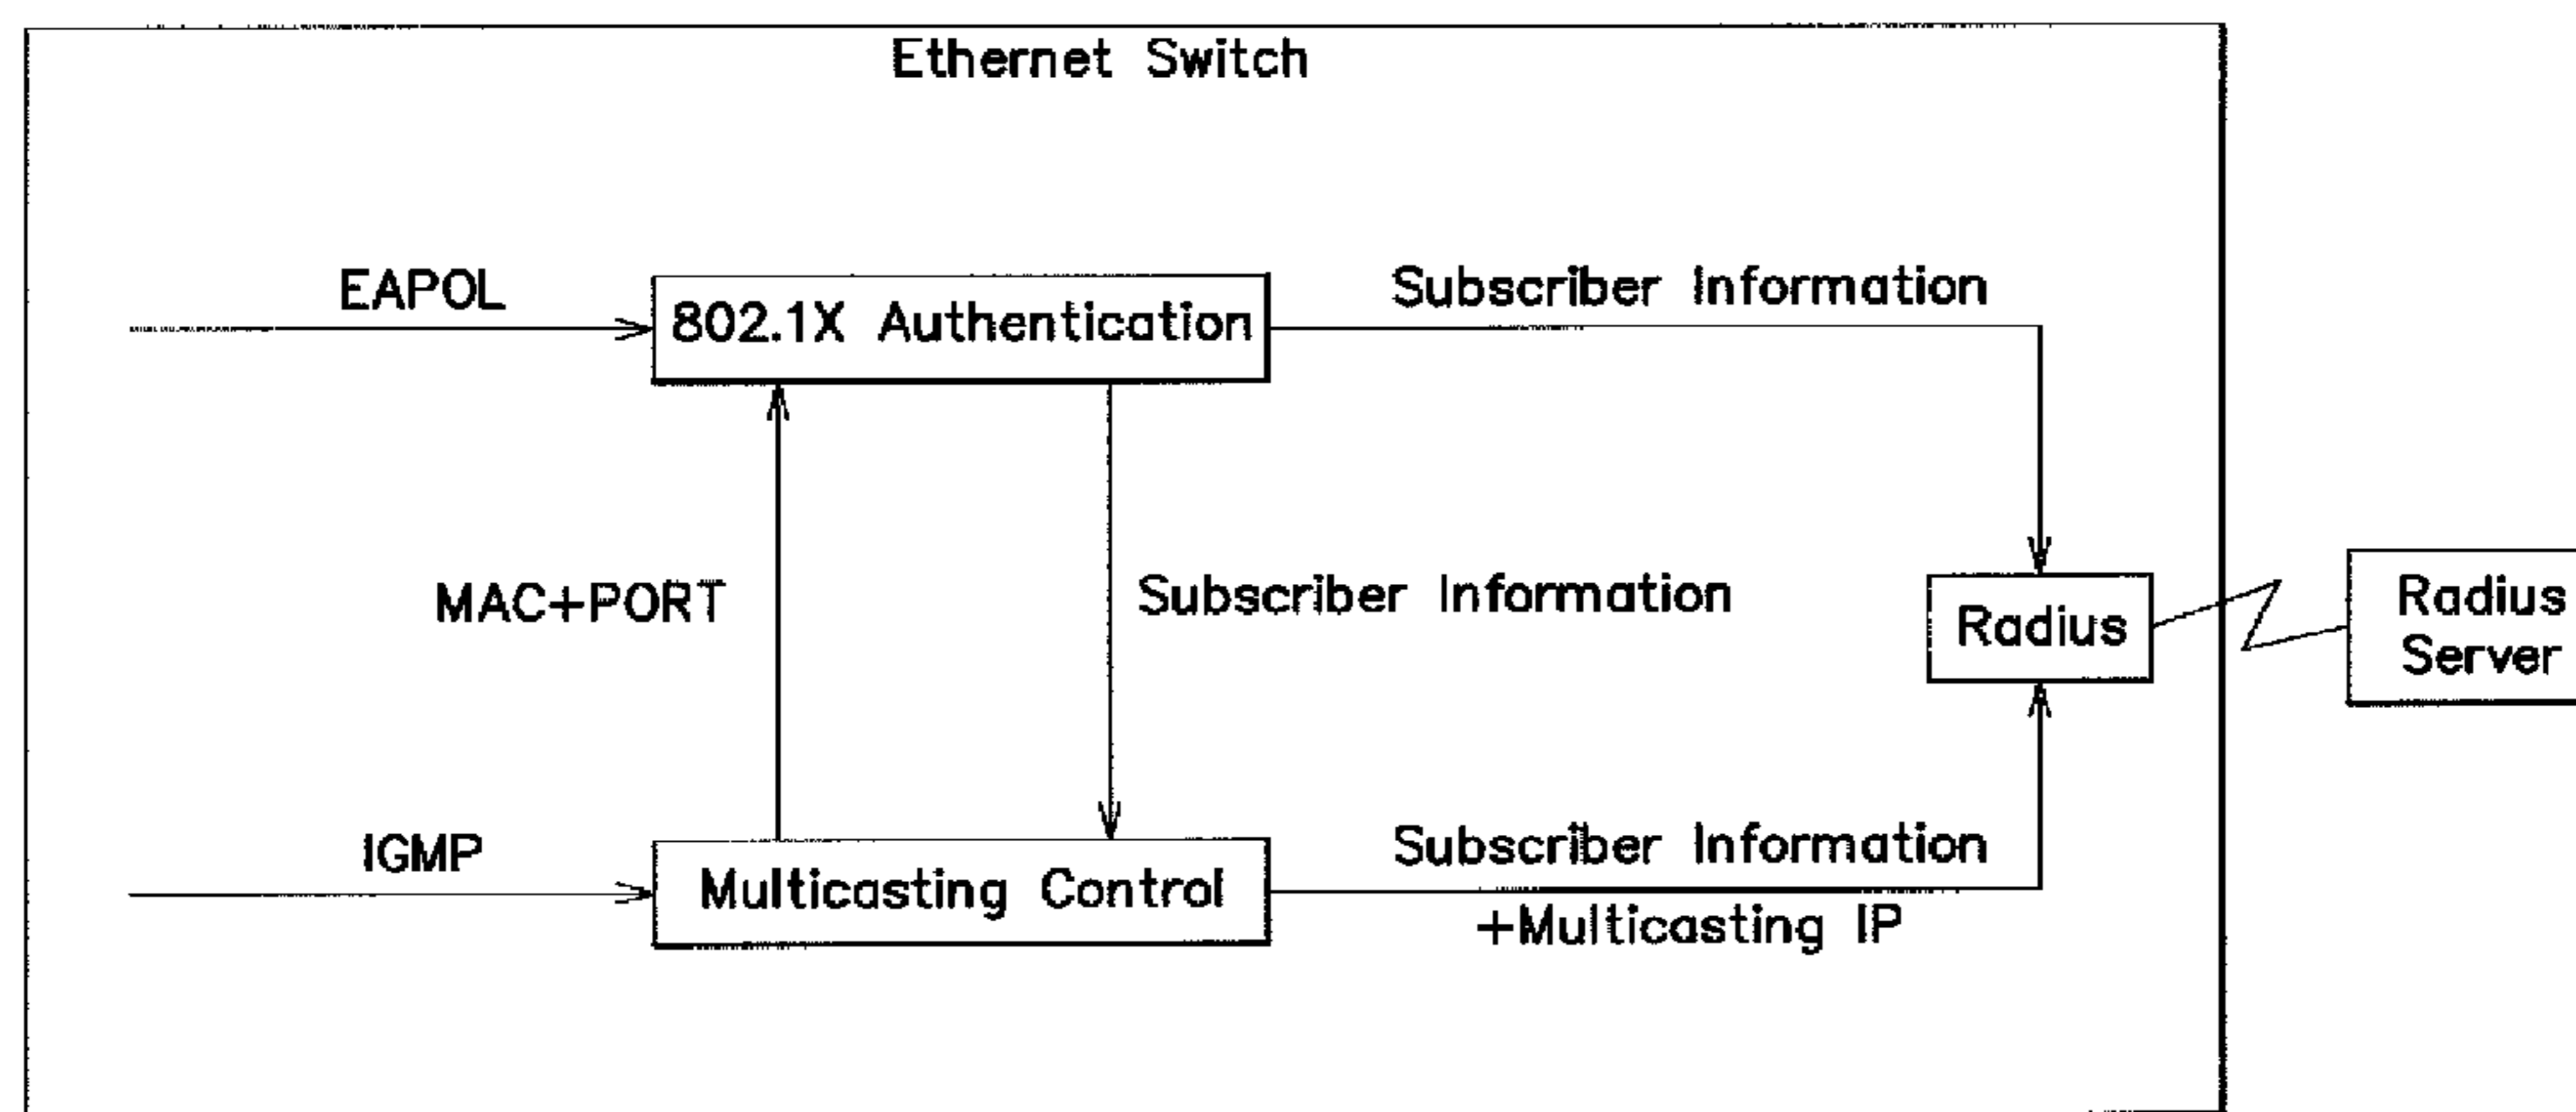 Ethernet Switch
EAPOL
802.1X Authentication
Subscriber Information
MAC+PORT
Subscriber Information
Radius
Radius
Server
IGMP
Multicasting Control
Subscriber Information
+Multicasting IP